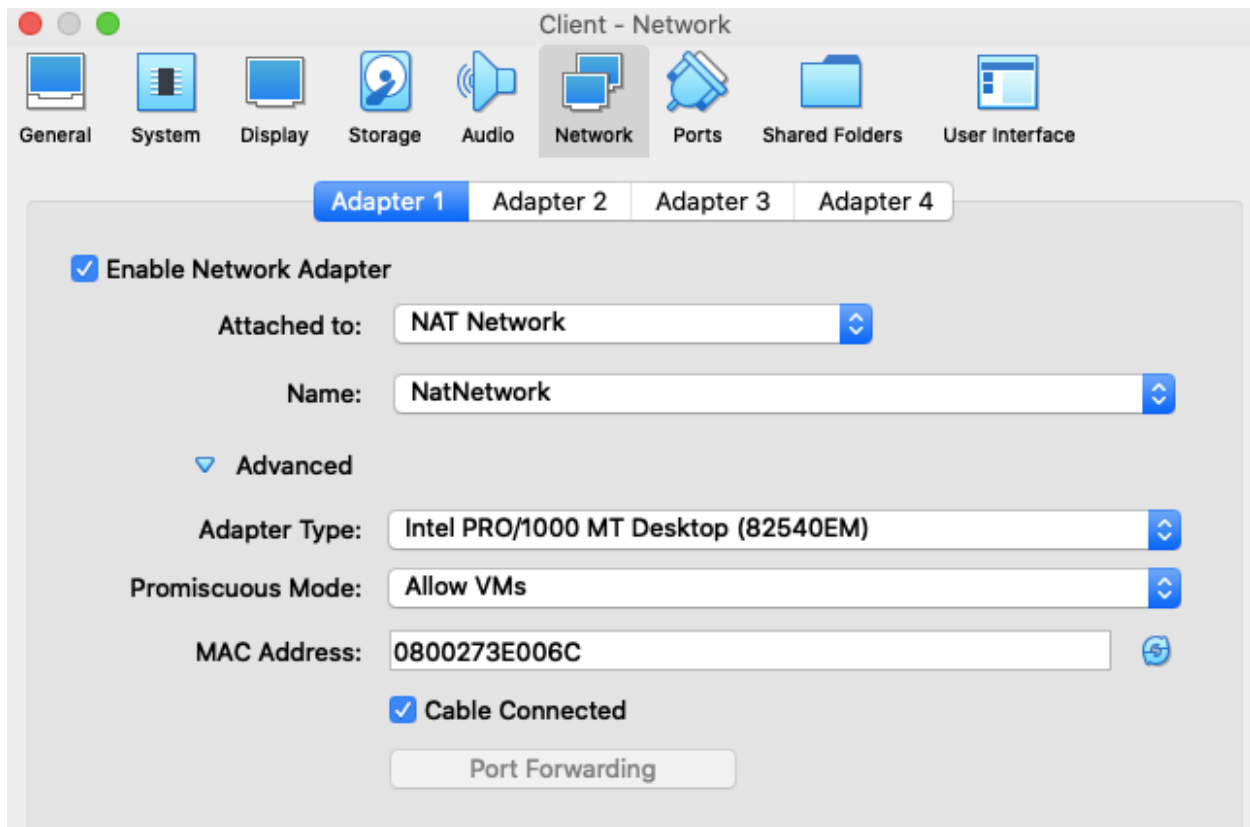 Client - Network
General System Display Storage Audio Network Ports Shared Folders User Interface
Adapter 1 Adapter 2 Adapter 3 Adapter 4
Enable Network Adapter
Attached to: NAT Network
Name: NatNetwork
Advanced
Adapter Type: Intel PRO/1000 MT Desktop (82540EM)
Promiscuous Mode: Allow VMs
MAC Address: 0800273E006C
Cable Connected
Port Forwarding